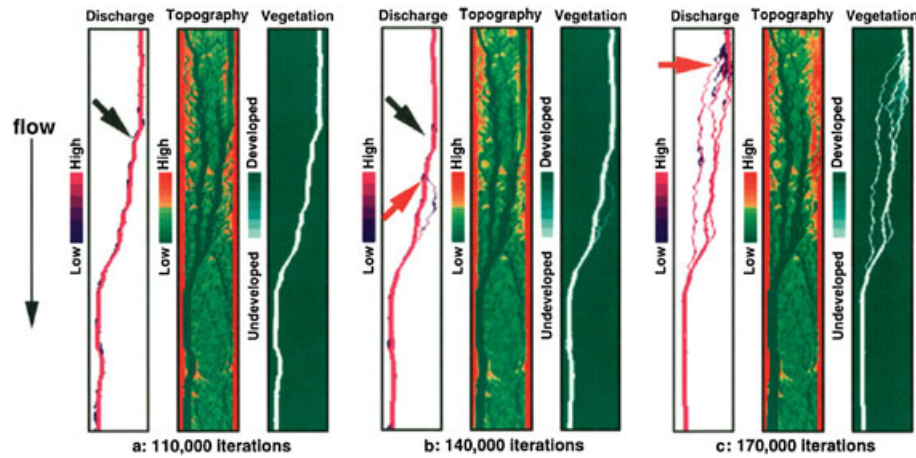 Discharge Topography Vegetation
Discharge Topography Vegetation
Discharge Topography Vegetation
flow
Low High
Low High
Undeveloped Developed
Low High
Low High
Undeveloped Developed
Low High
Low High
Undeveloped Developed
a: 110,000 iterations
b: 140,000 iterations
c: 170,000 iterations